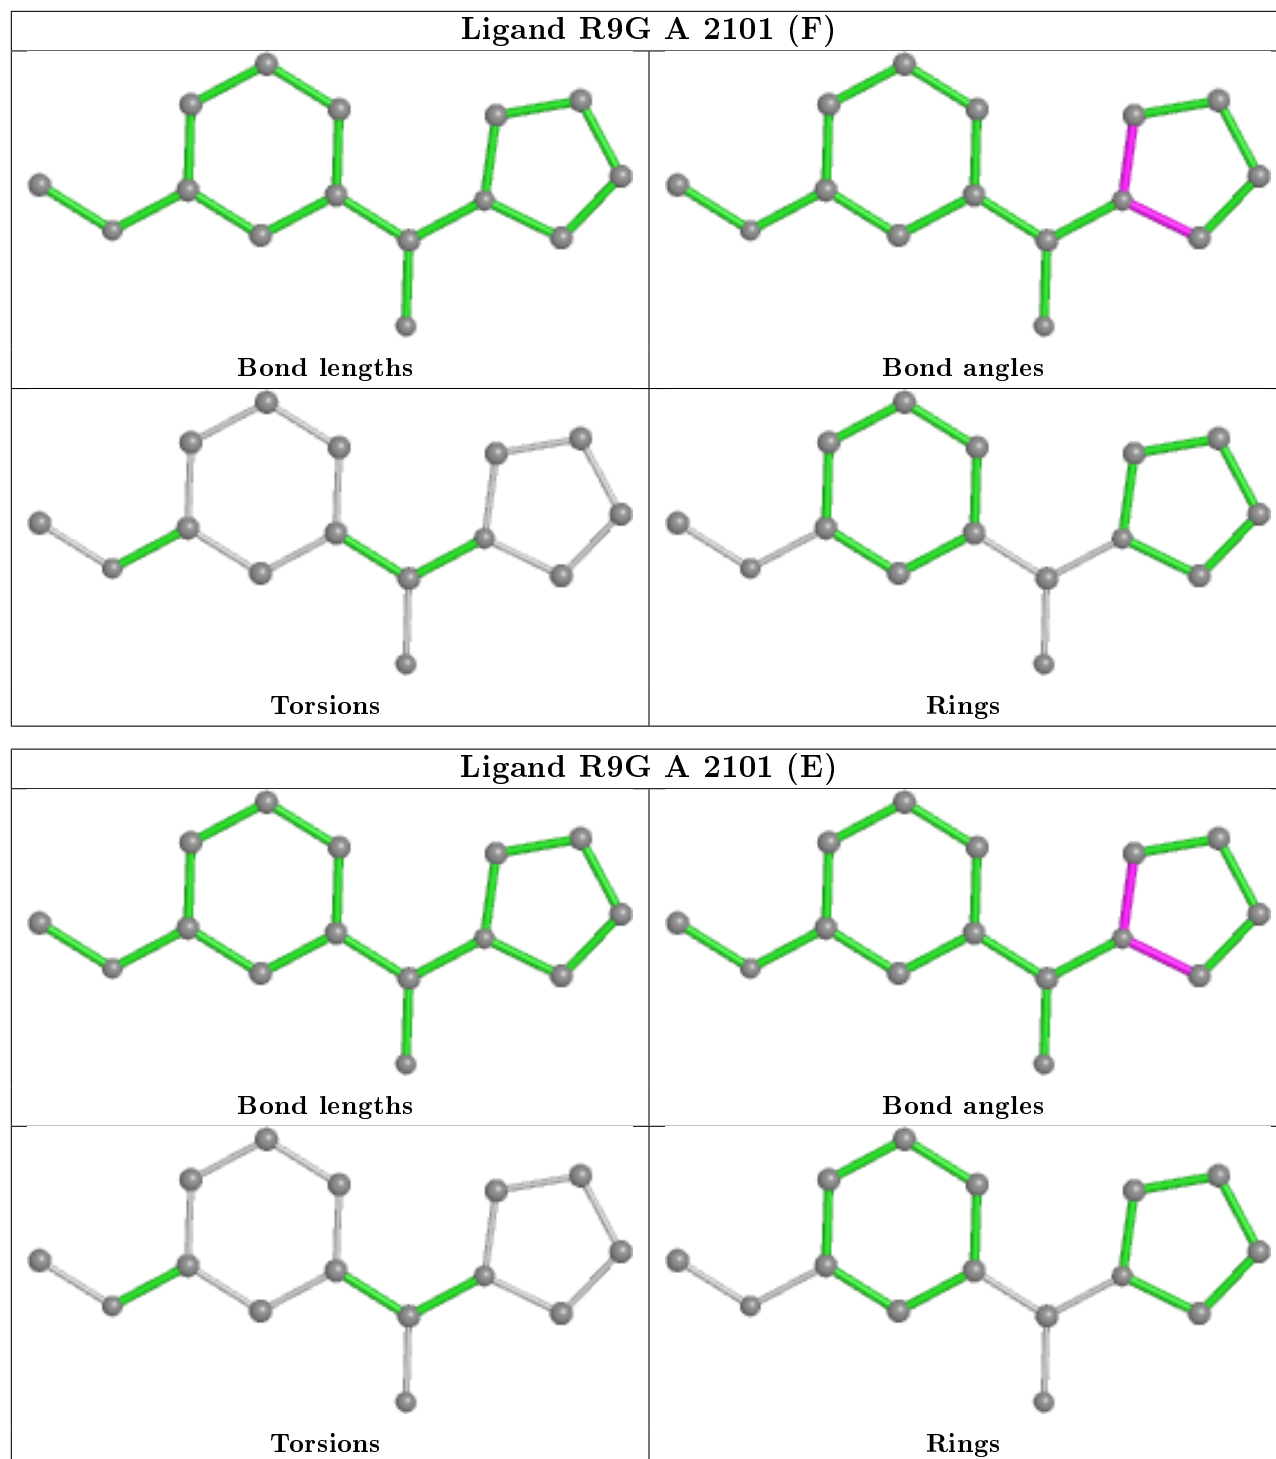 Ligand R9G A 2101 (F)
Bond lengths
Bond angles
Torsions
Rings
Ligand R9G A 2101 (E)
Bond lengths
Bond angles
Torsions
Rings